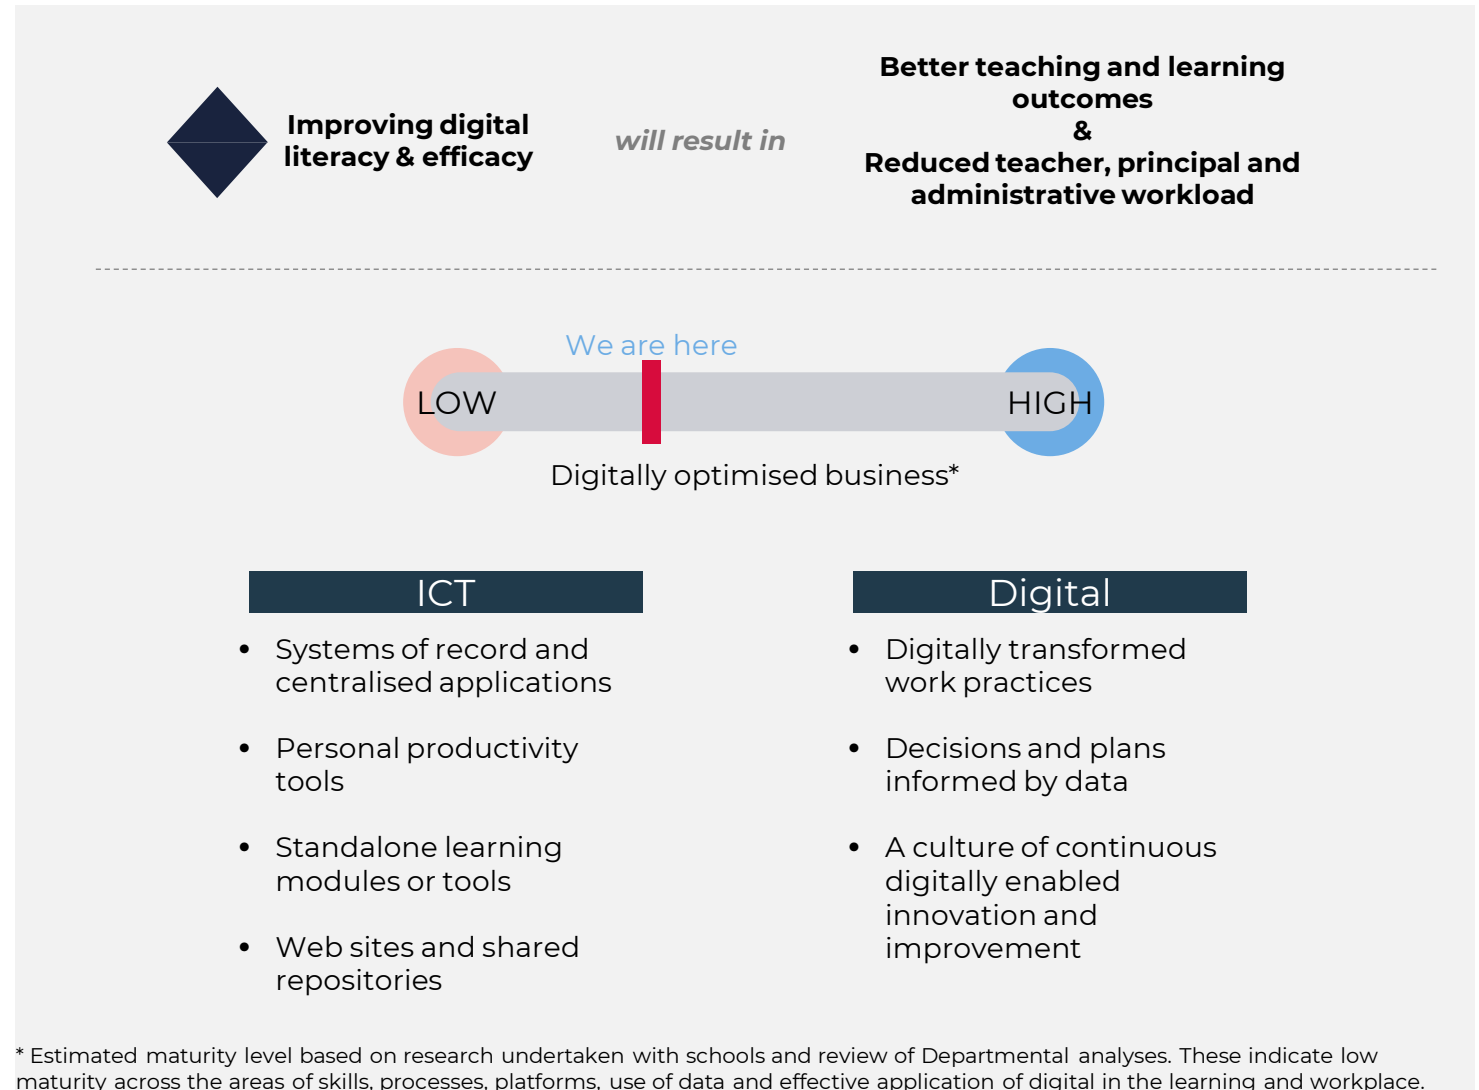 Improving digital
literacy & efficacy
will result in
Better teaching and learning
outcomes
&
Reduced teacher, principal and
administrative workload
We are here
LOW
HIGH
Digitally optimised business*
ICT
• Systems of record and
centralised applications
• Personal productivity
tools
• Standalone learning
modules or tools
• Web sites and shared
repositories
Digital
• Digitally transformed
work practices
• Decisions and plans
informed by data
• A culture of continuous
digitally enabled
innovation and
improvement
* Estimated maturity level based on research undertaken with schools and review of Departmental analyses. These indicate low
maturity across the areas of skills, processes, platforms, use of data and effective application of digital in the learning and workplace.